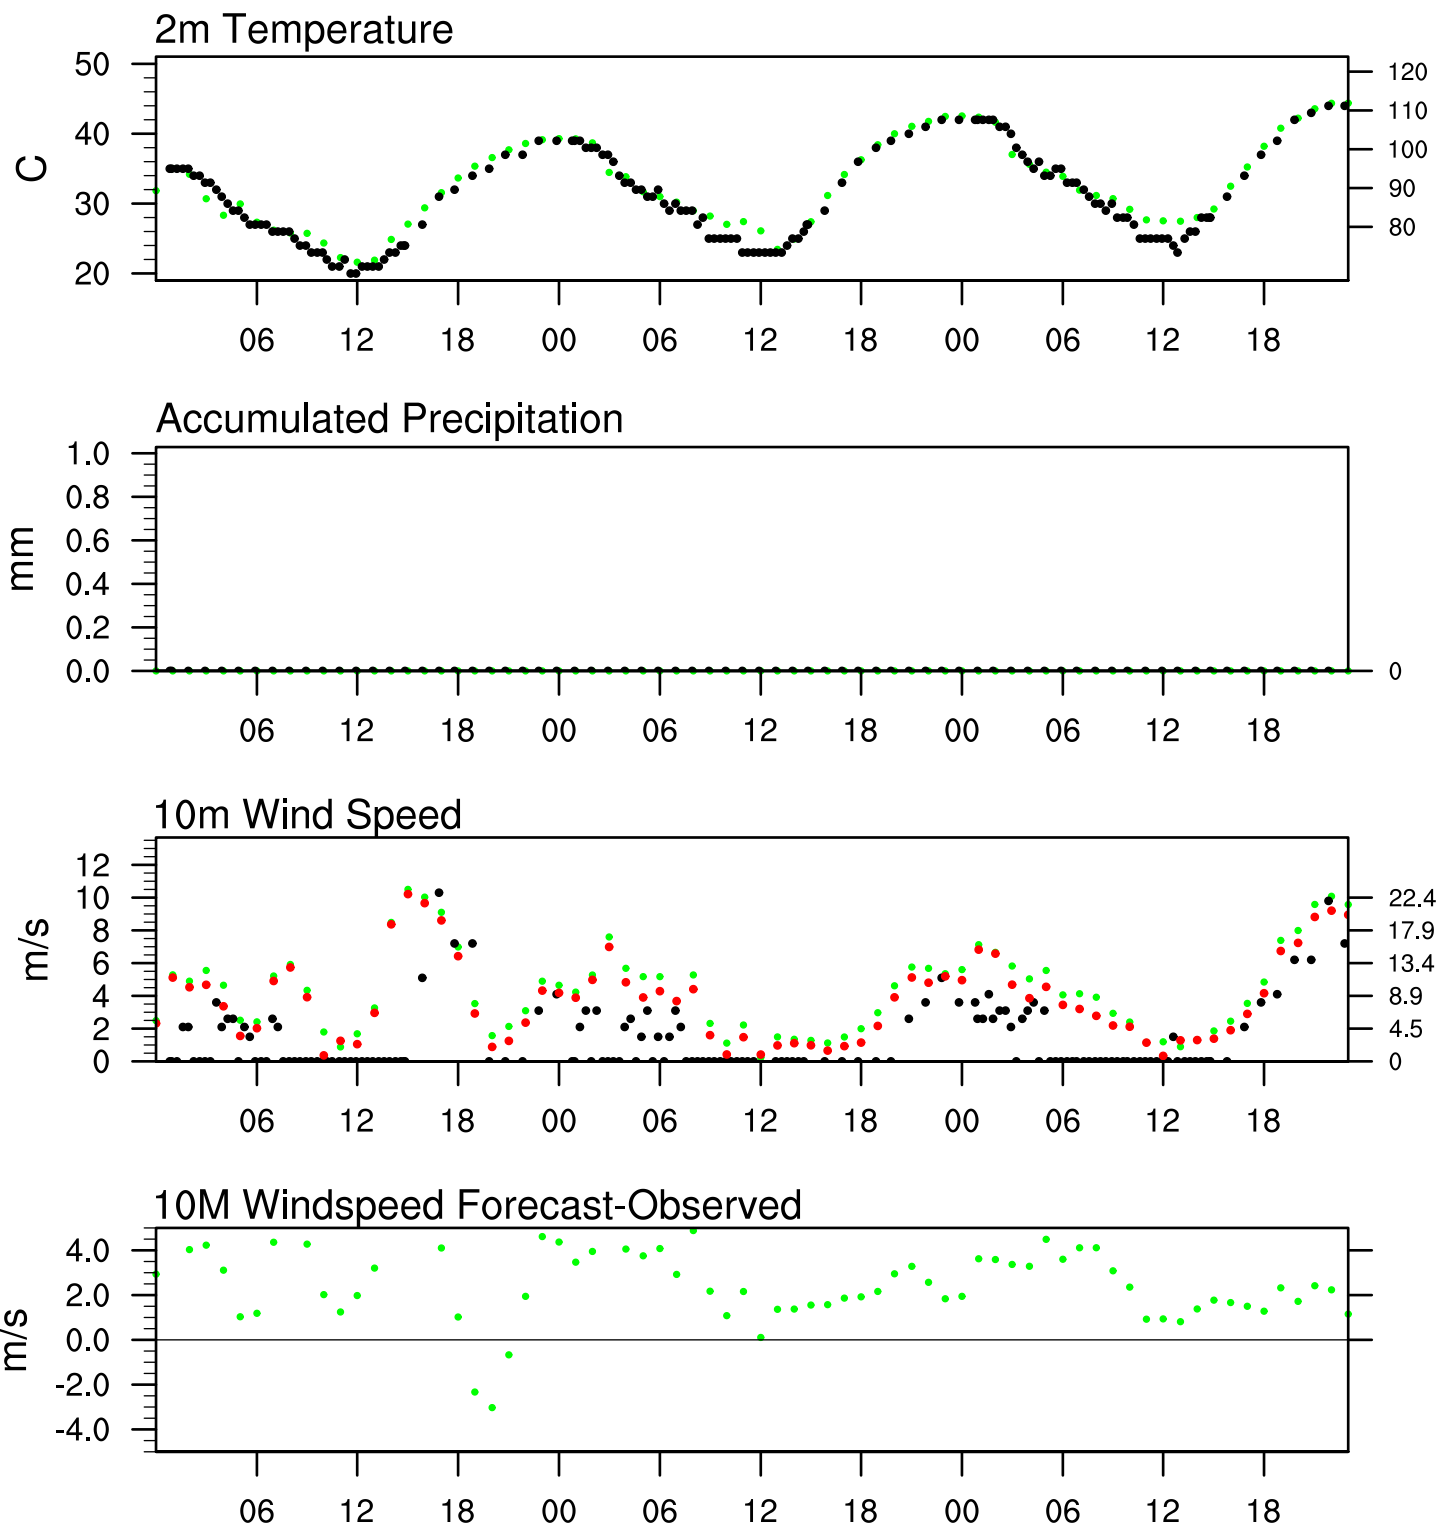 2m Temperature
50 120
110
40 100
C
30 90
80
20
06 12 18 00 06 12 18 00 06 12 18
Accumulated Precipitation
1.0
0.8
0.6
mm
0.4
0.2
0.0 0
06 12 18 00 06 12 18 00 06 12 18
10m Wind Speed
12
10 22.4
8 17.9
m/s
6 13.4
4 8.9
2 4.5
0 0
06 12 18 00 06 12 18 00 06 12 18
10M Windspeed Forecast-Observed
4.0
2.0
0.0
m/s
-2.0
-4.0
06 12 18 00 06 12 18 00 06 12 18